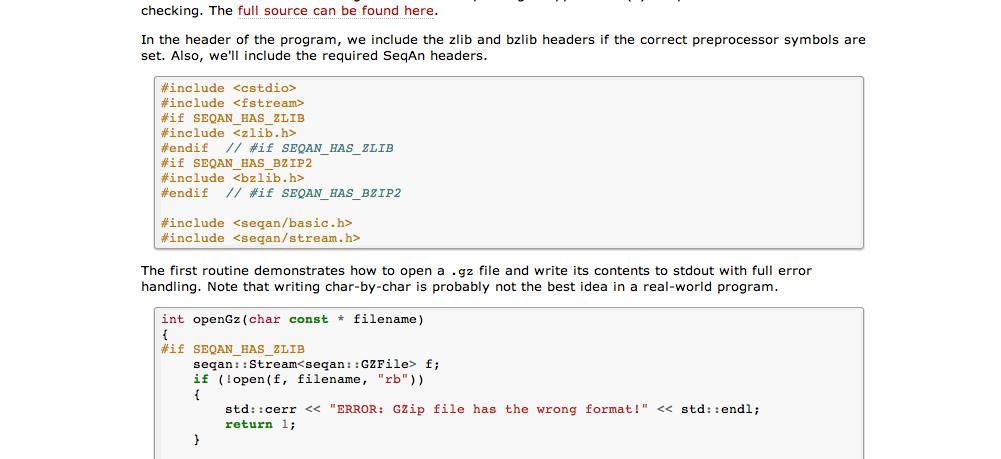 checking. The full source can be found here.
In the header of the program, we include the zlib and bzlib headers if the correct preprocessor symbols are
set. Also, we'll include the required SeqAn headers.
#include <cstdio>
#include <fstream>
#if SEQAN_HAS_ZLIB
#include <zlib.h>
#endif  // #if SEQAN_HAS_ZLIB
#if SEQAN_HAS_BZIP2
#include <bzlib.h>
#endif  // #if SEQAN_HAS_BZIP2
#include <seqan/basic.h>
#include <seqan/stream.h>
The first routine demonstrates how to open a .gz file and write its contents to stdout with full error
handling. Note that writing char-by-char is probably not the best idea in a real-world program.
int openGz(char const * filename)
{
#if SEQAN_HAS_ZLIB
    seqan::Stream<seqan::GZFile> f;
    if (!open(f, filename, "rb"))
    {
        std::cerr << "ERROR: GZip file has the wrong format!" << std::endl;
        return 1;
    }